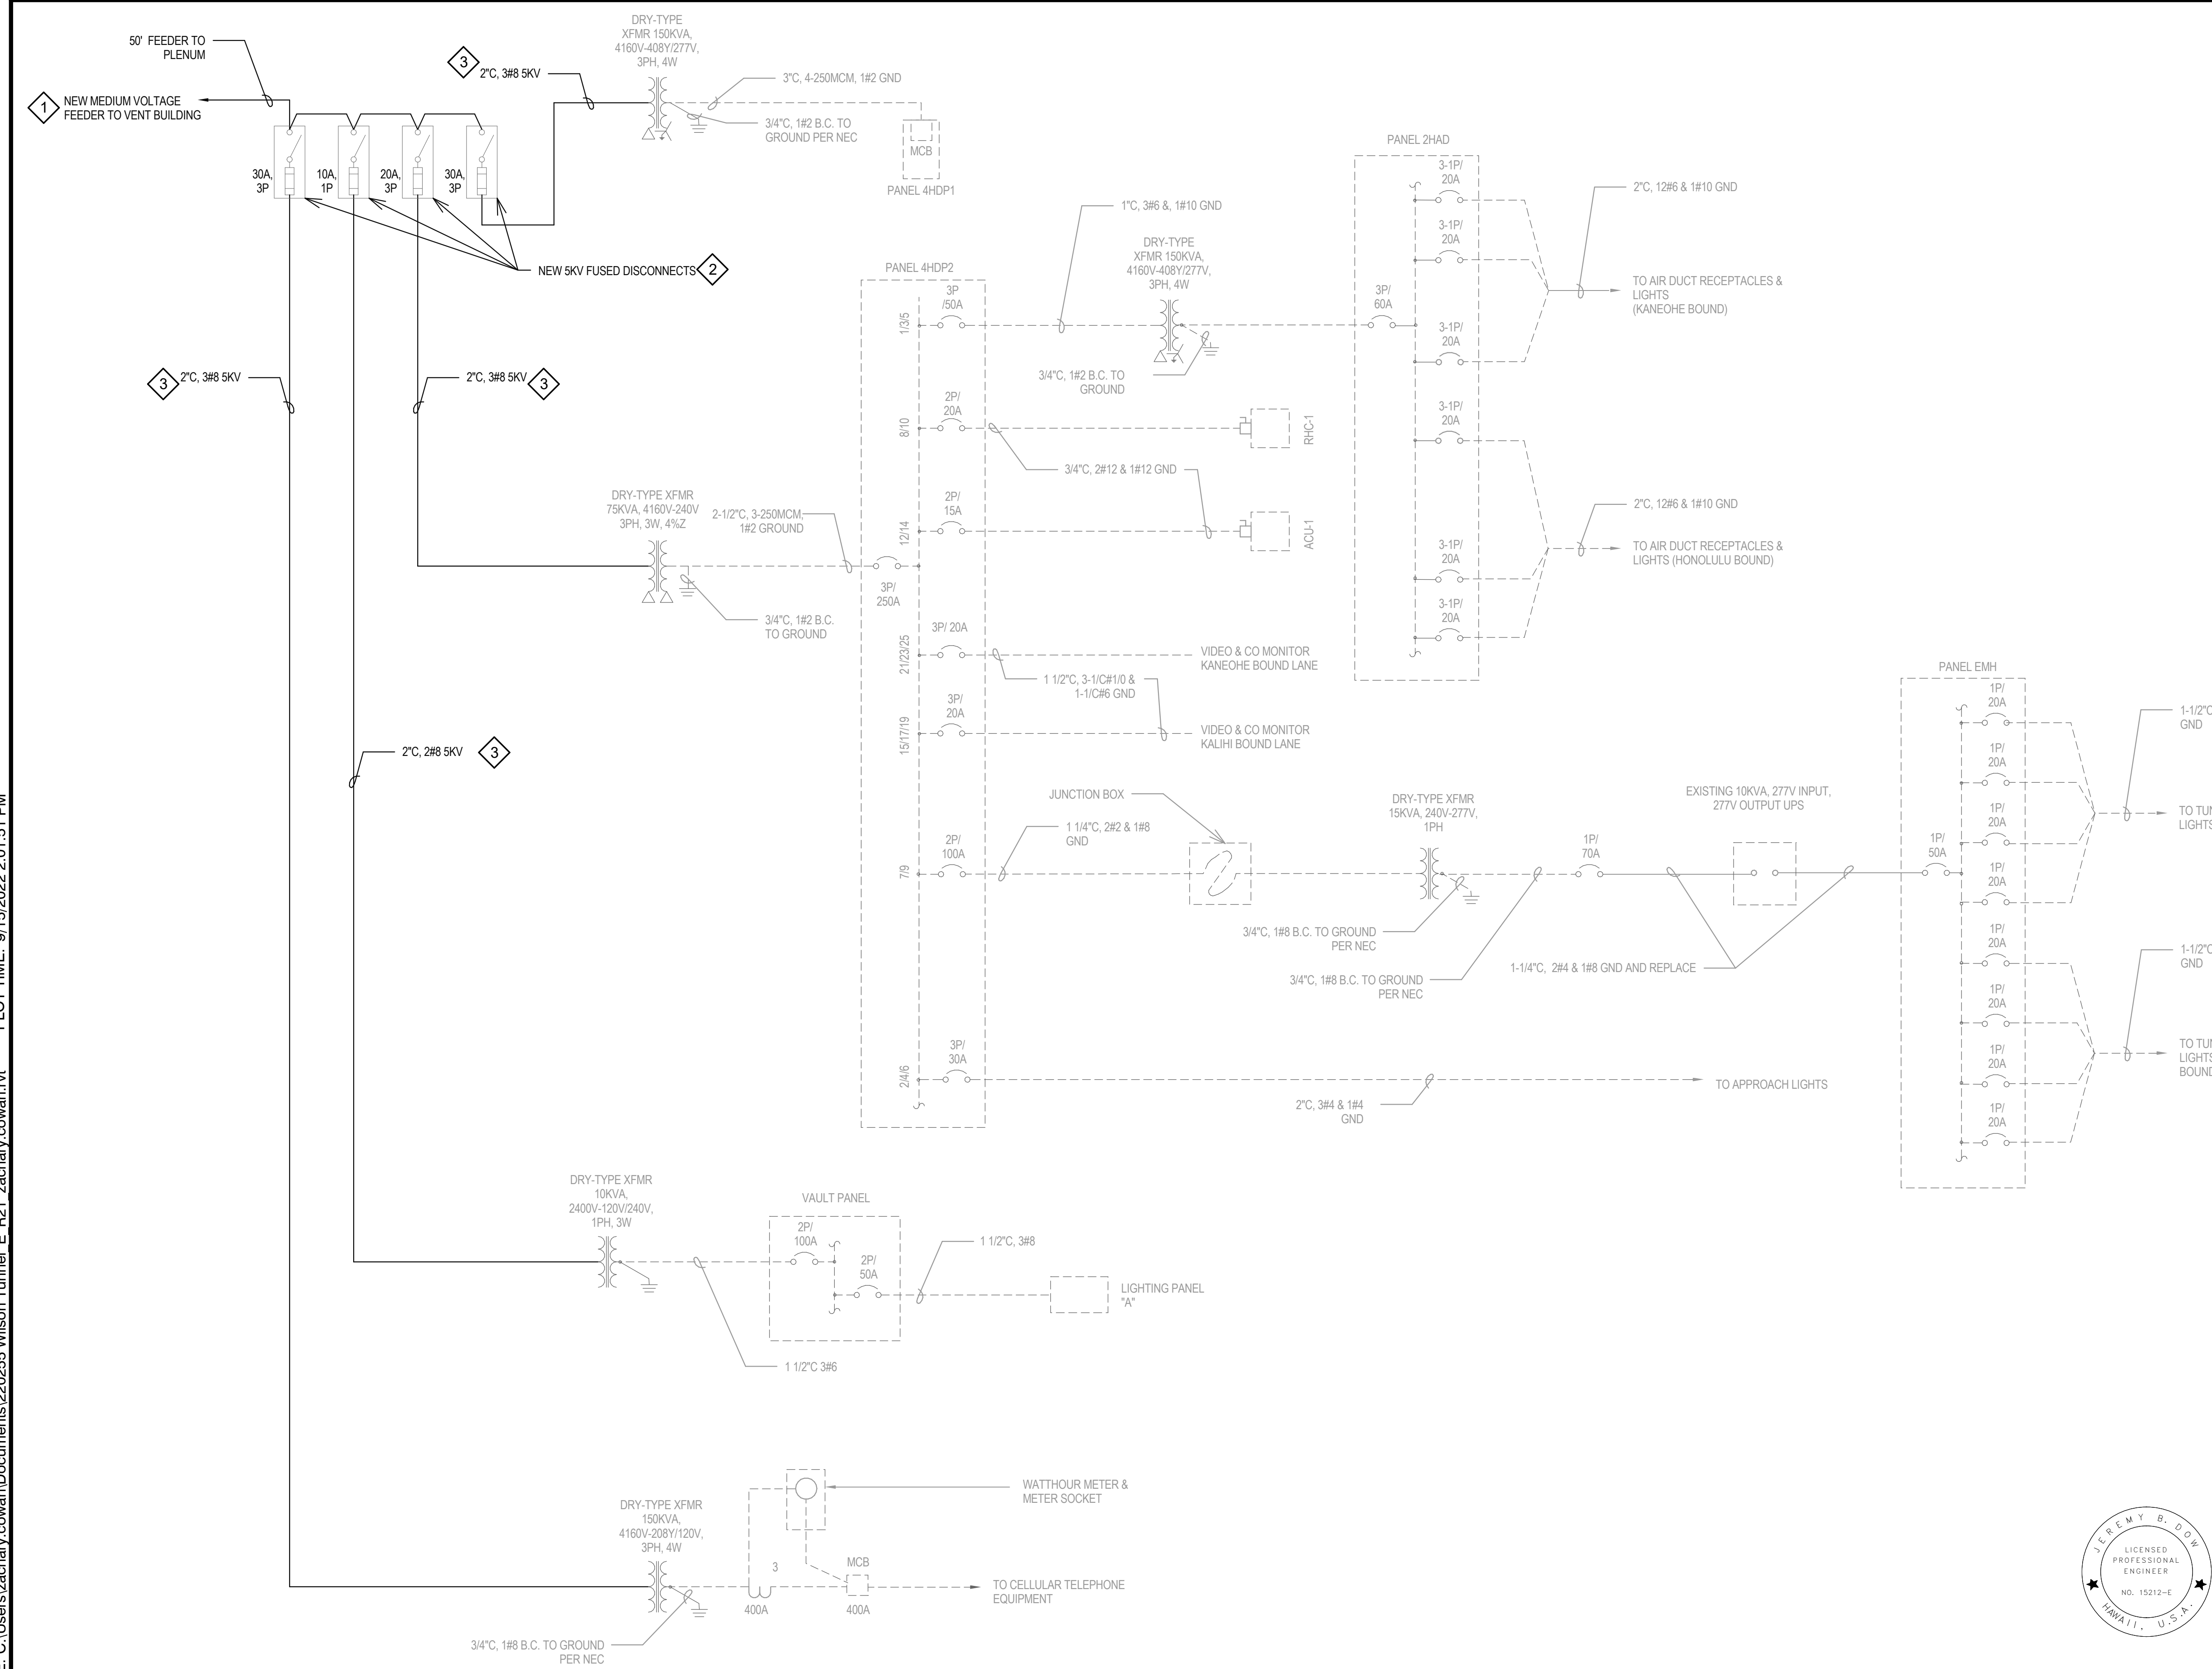 50' FEEDER TO
PLENUM
1
NEW MEDIUM VOLTAGE
FEEDER TO VENT BUILDING
30A,
3P
10A,
1P
20A,
3P
30A,
3P
NEW 5KV FUSED DISCONNECTS
2
3
2"C, 3#8 5KV
DRY-TYPE
XFMR 150KVA,
4160V-408Y/277V,
3PH, 4W
3"C, 4-250MCM, 1#2 GND
3/4"C, 1#2 B.C. TO
GROUND PER NEC
MCB
PANEL 4HDP1
3
2"C, 3#8 5KV
2"C, 3#8 5KV
3
2"C, 2#8 5KV
3
DRY-TYPE XFMR
75KVA, 4160V-240V
3PH, 3W, 4%Z
2-1/2"C, 3-250MCM,
1#2 GROUND
3/4"C, 1#2 B.C.
TO GROUND
PANEL 4HDP2
3P/
250A
1/3/5
3P
/50A
8/10
2P/
20A
12/14
2P/
15A
21/23/25
3P/ 20A
15/17/19
3P/
20A
7/9
2P/
100A
2/4/6
3P/
30A
1"C, 3#6 &, 1#10 GND
DRY-TYPE
XFMR 150KVA,
4160V-408Y/277V,
3PH, 4W
3/4"C, 1#2 B.C. TO
GROUND
3/4"C, 2#12 & 1#12 GND
RHC-1
ACU-1
VIDEO & CO MONITOR
KANEOHE BOUND LANE
1 1/2"C, 3-1/C#1/0 &
1-1/C#6 GND
VIDEO & CO MONITOR
KALIHI BOUND LANE
PANEL 2HAD
3P/
60A
3-1P/
20A
3-1P/
20A
3-1P/
20A
3-1P/
20A
3-1P/
20A
3-1P/
20A
2"C, 12#6 & 1#10 GND
TO AIR DUCT RECEPTACLES &
LIGHTS
(KANEOHE BOUND)
2"C, 12#6 & 1#10 GND
TO AIR DUCT RECEPTACLES &
LIGHTS (HONOLULU BOUND)
JUNCTION BOX
1 1/4"C, 2#2 & 1#8
GND
DRY-TYPE XFMR
15KVA, 240V-277V,
1PH
3/4"C, 1#8 B.C. TO GROUND
PER NEC
3/4"C, 1#8 B.C. TO GROUND
PER NEC
1P/
70A
EXISTING 10KVA, 277V INPUT,
277V OUTPUT UPS
1-1/4"C, 2#4 & 1#8 GND AND REPLACE
PANEL EMH
1P/
50A
1P/
20A
1P/
20A
1P/
20A
1P/
20A
1P/
20A
1P/
20A
1P/
20A
1P/
20A
1-1/2"C
GND
TO
LIGHTS
1-1/2"C
GND
TO
LIGHTS
2"C, 3#4 & 1#4
GND
TO APPROACH LIGHTS
DRY-TYPE XFMR
10KVA,
2400V-120V/240V,
1PH, 3W
VAULT PANEL
2P/
100A
2P/
50A
1 1/2"C, 3#8
LIGHTING PANEL
"A"
1 1/2"C 3#6
WATTHOUR METER &
METER SOCKET
DRY-TYPE XFMR
150KVA,
4160V-208Y/120V,
3PH, 4W
3
400A
MCB
400A
TO CELLULAR TELEPHONE
EQUIPMENT
3/4"C, 1#8 B.C. TO GROUND
PER NEC
JEREMY B. DOW
LICENSED
PROFESSIONAL
ENGINEER
NO. 15212-E
HAWAII, U.S.A.